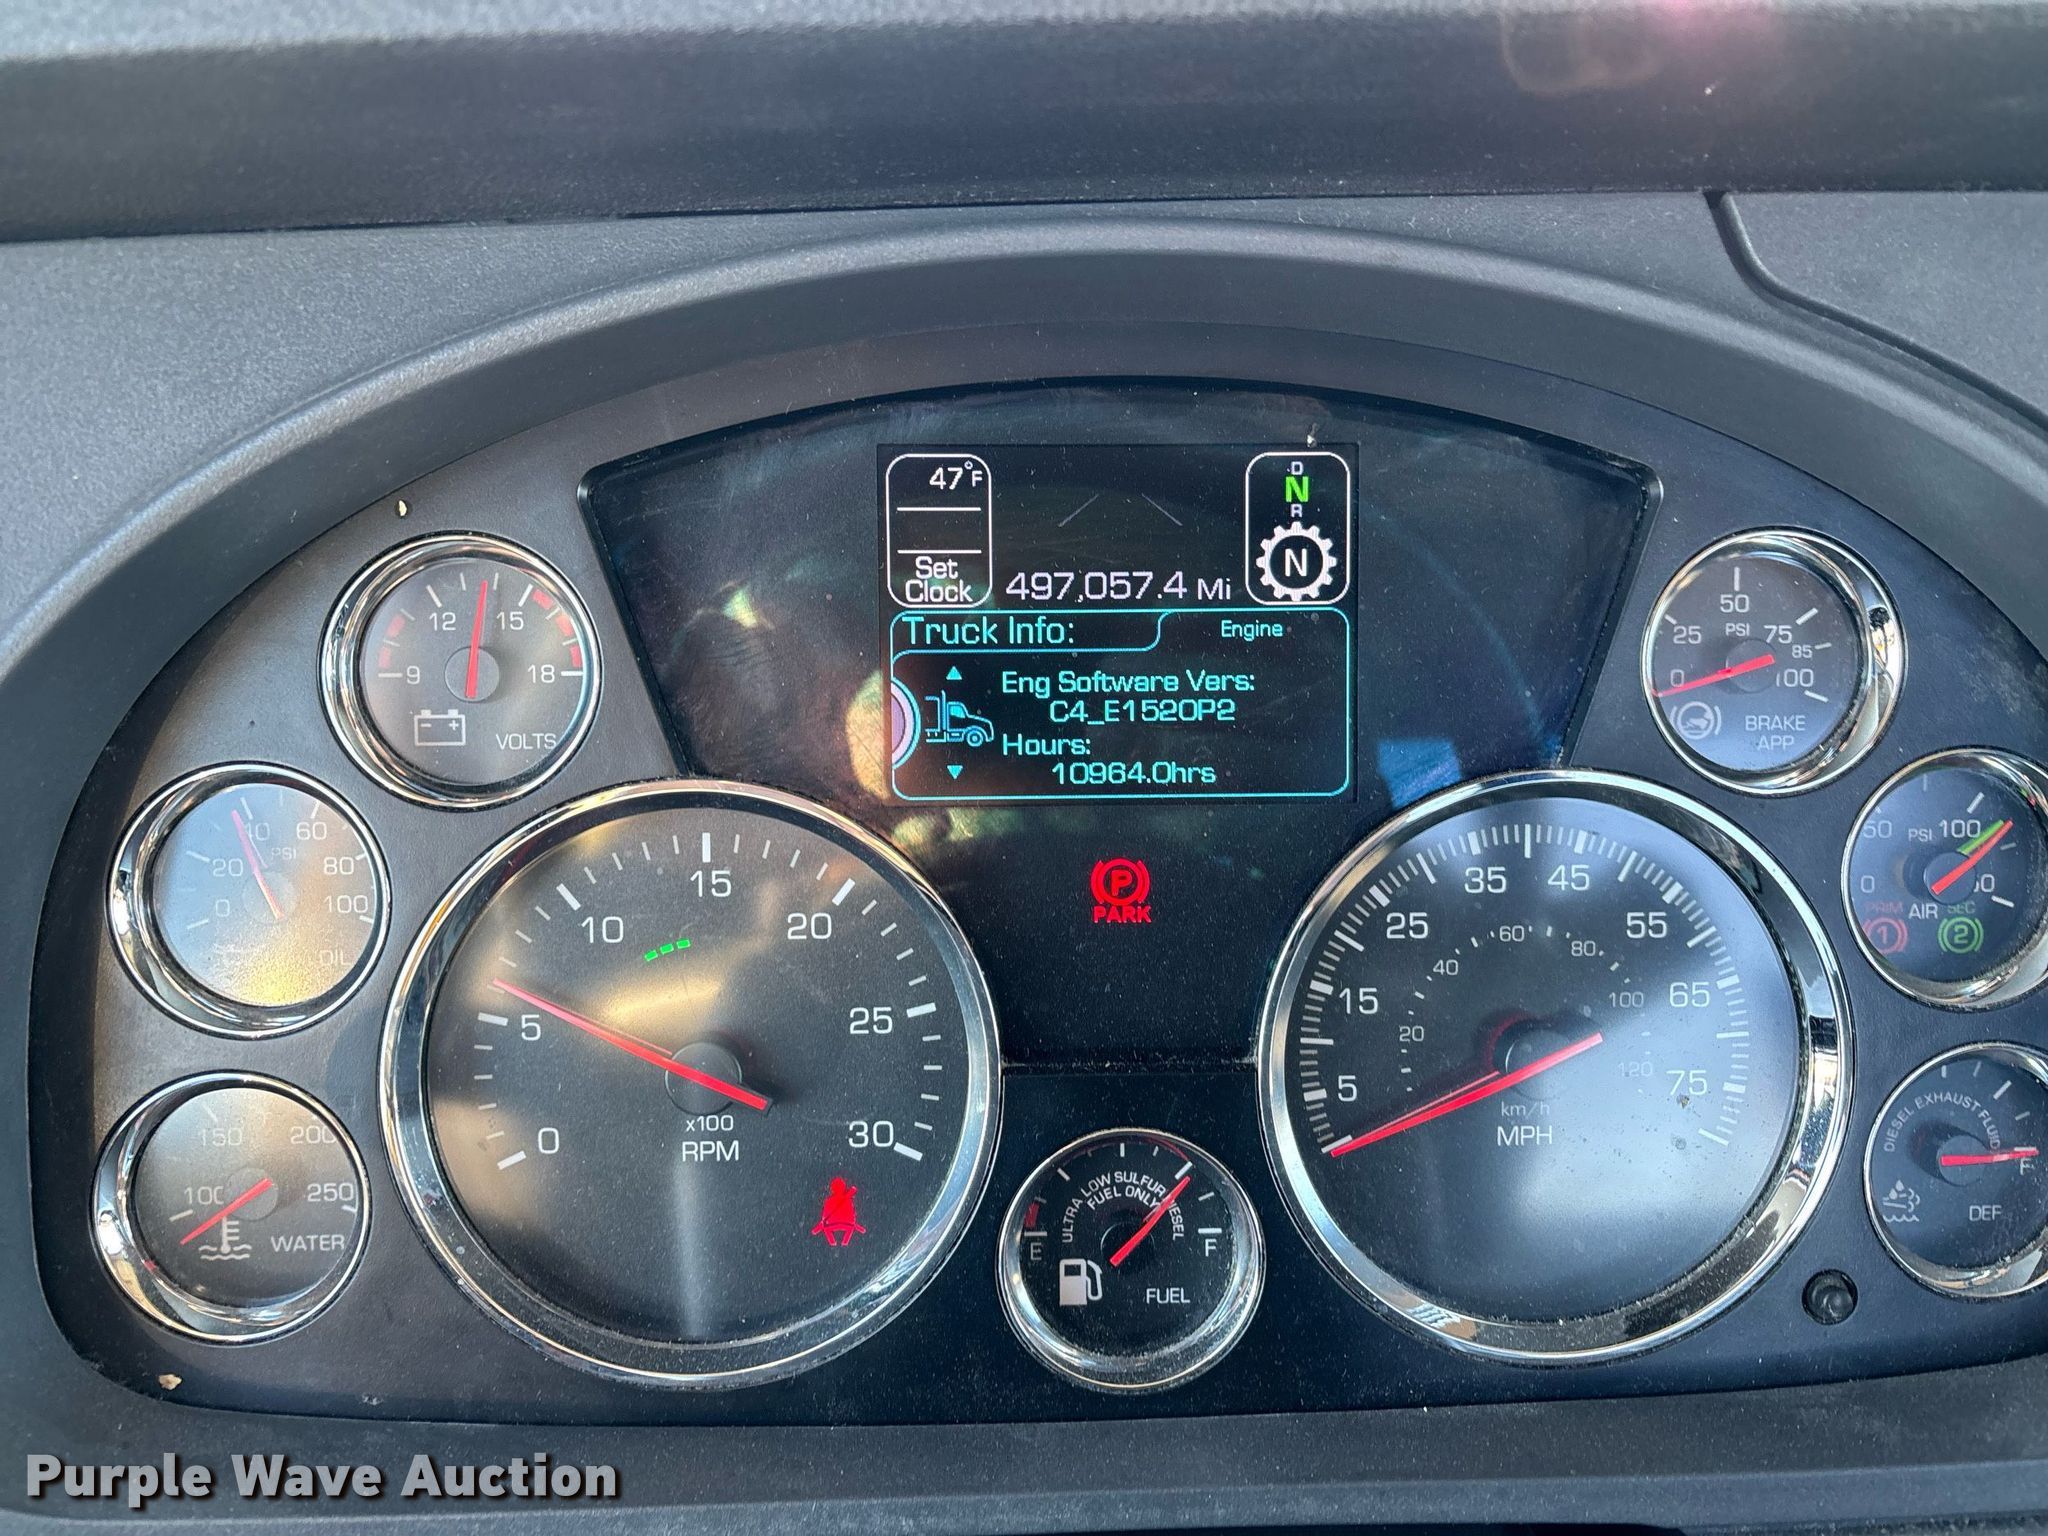 47°F
Set
Clock
497,057.4 Mi
D
N
R
N
Truck Info:
Engine
Eng Software Vers:
C4_E1520P2
Hours:
10964.0hrs
9 12 15 18
VOLTS
0 20 40 60 80 100
PSI
OIL
100 150 200 250
WATER
0 5 10 15 20 25 30
x100
RPM
P
PARK
ULTRA LOW SULFUR DIESEL
FUEL ONLY
E F
FUEL
5 15 25 35 45 55 65 75
20 40 60 80 100 120
km/h
MPH
0 25 50 75 85 100
PSI
BRAKE
APP
0 50 100
PSI
PRIM AIR SEC
1 2
DIESEL EXHAUST FLUID
F
DEF
Purple Wave Auction